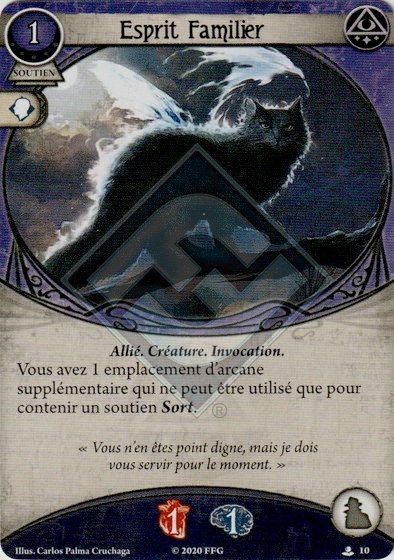 Esprit Familier
1
SOUTIEN
Allié. Créature. Invocation.
Vous avez 1 emplacement d'arcane
supplémentaire qui ne peut être utilisé que pour
contenir un soutien Sort.
®
« Vous n'en êtes point digne, mais je dois
vous servir pour le moment. »
1
1
Illus. Carlos Palma Cruchaga
© 2020 FFG
10